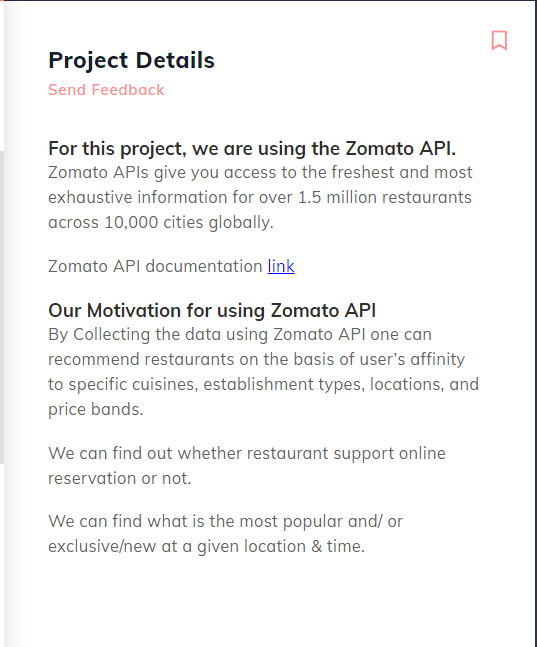 Project Details
Send Feedback
For this project, we are using the Zomato API.
Zomato APIs give you access to the freshest and most
exhaustive information for over 1.5 million restaurants
across 10,000 cities globally.
Zomato API documentation link
Our Motivation for using Zomato API
By Collecting the data using Zomato API one can
recommend restaurants on the basis of user’s affinity
to specific cuisines, establishment types, locations, and
price bands.
We can find out whether restaurant support online
reservation or not.
We can find what is the most popular and/ or
exclusive/new at a given location & time.